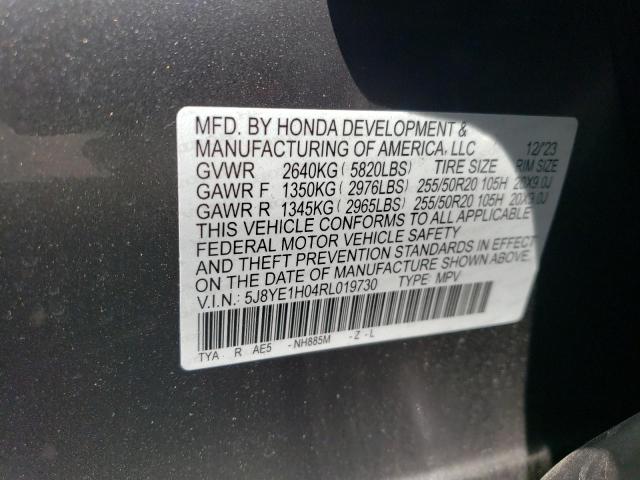 MFD. BY HONDA DEVELOPMENT &
MANUFACTURING OF AMERICA, LLC 12/'23
GVWR 2640KG ( 5820LBS) TIRE SIZE RIM SIZE
GAWR F 1350KG ( 2976LBS) 255/50R20 105H 20X9.0J
GAWR R 1345KG ( 2965LBS) 255/50R20 105H 20X9.0J
THIS VEHICLE CONFORMS TO ALL APPLICABLE
FEDERAL MOTOR VEHICLE SAFETY
AND THEFT PREVENTION STANDARDS IN EFFECT
ON THE DATE OF MANUFACTURE SHOWN ABOVE.
V.I.N.: 5J8YE1H04RL019730 TYPE: MPV
TYA R AE5 -NH885M -Z -L